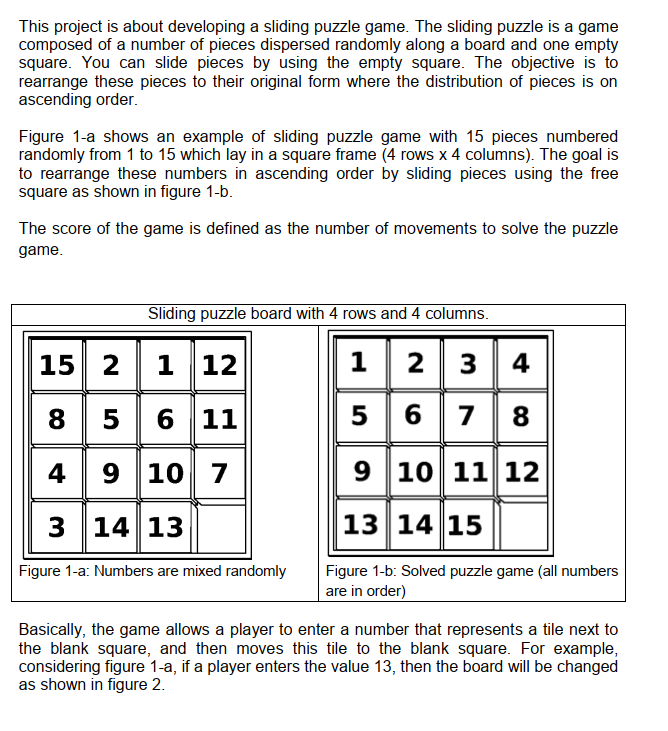 This project is about developing a sliding puzzle game. The sliding puzzle is a game
composed of a number of pieces dispersed randomly along a board and one empty
square. You can slide pieces by using the empty square. The objective is to
rearrange these pieces to their original form where the distribution of pieces is on
ascending order.
Figure 1-a shows an example of sliding puzzle game with 15 pieces numbered
randomly from 1 to 15 which lay in a square frame (4 rows x 4 columns). The goal is
to rearrange these numbers in ascending order by sliding pieces using the free
square as shown in figure 1-b.
The score of the game is defined as the number of movements to solve the puzzle
game.
Sliding puzzle board with 4 rows and 4 columns.
15 2 1 12
8 5 6 11
4 9 10 7
3 14 13
Figure 1-a: Numbers are mixed randomly
1 2 3 4
5 6 7 8
9 10 11 12
13 14 15
Figure 1-b: Solved puzzle game (all numbers
are in order)
Basically, the game allows a player to enter a number that represents a tile next to
the blank square, and then moves this tile to the blank square. For example,
considering figure 1-a, if a player enters the value 13, then the board will be changed
as shown in figure 2.